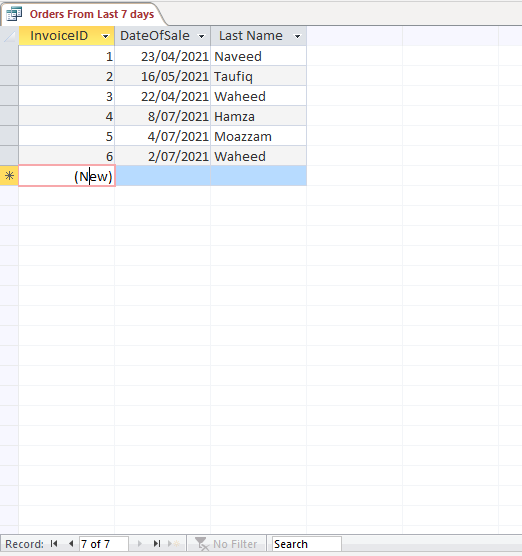 Orders From Last 7 days
InvoiceID DateOfSale Last Name
1 23/04/2021 Naveed
2 16/05/2021 Taufiq
3 22/04/2021 Waheed
4 8/07/2021 Hamza
5 4/07/2021 Moazzam
6 2/07/2021 Waheed
(New)
Record: 7 of 7 No Filter Search